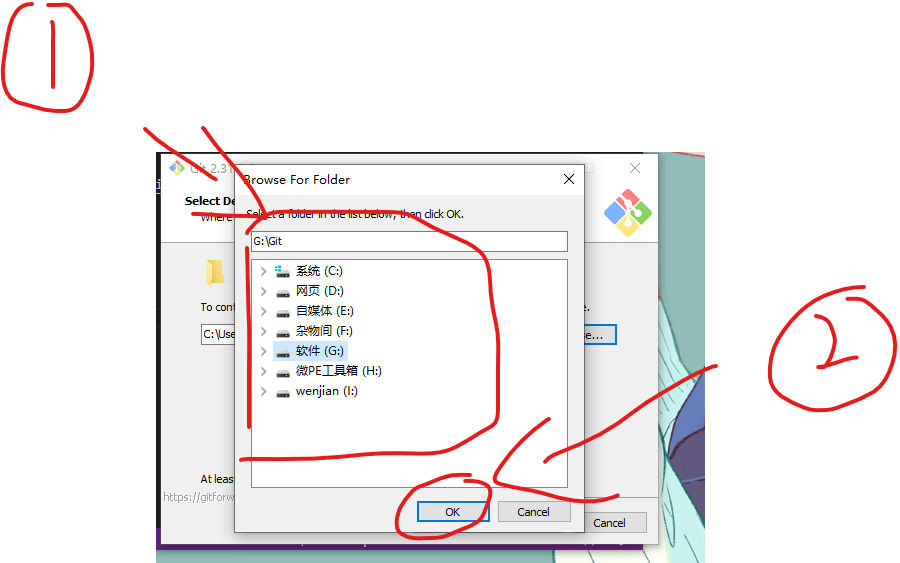 1
Git 2.3
Browse For Folder
Select De
Where
Select a folder in the list below, then click OK.
G:\Git
系统 (C:)
网页 (D:)
To cont
自媒体 (E:)
e.
C:\Use
杂物间 (F:)
e...
软件 (G:)
微PE工具箱 (H:)
wenjian (I:)
2
At leas
https://gitforw
OK
Cancel
Cancel